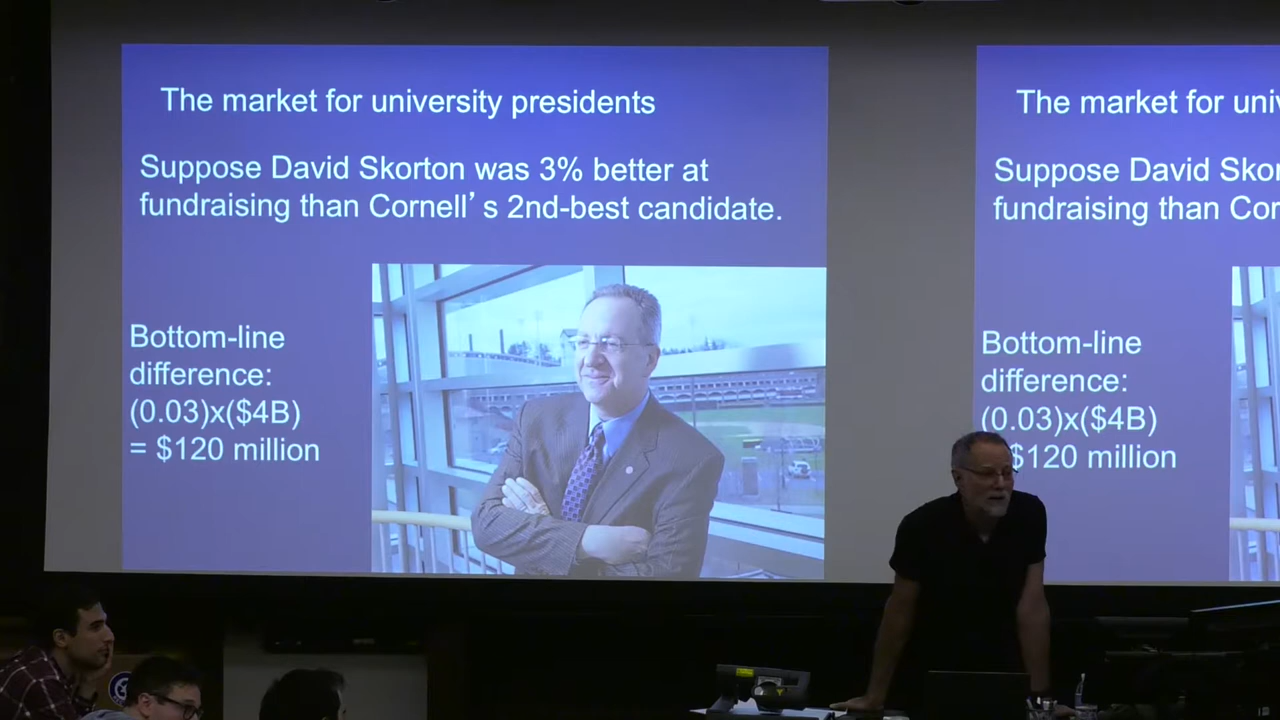 The market for university presidents
Suppose David Skorton was 3% better at
fundraising than Cornell's 2nd-best candidate.
Bottom-line
difference:
(0.03)x($4B)
= $120 million
The market for univ
Suppose David Skor
fundraising than Cor
Bottom-line
difference:
(0.03)x($4B)
$120 million